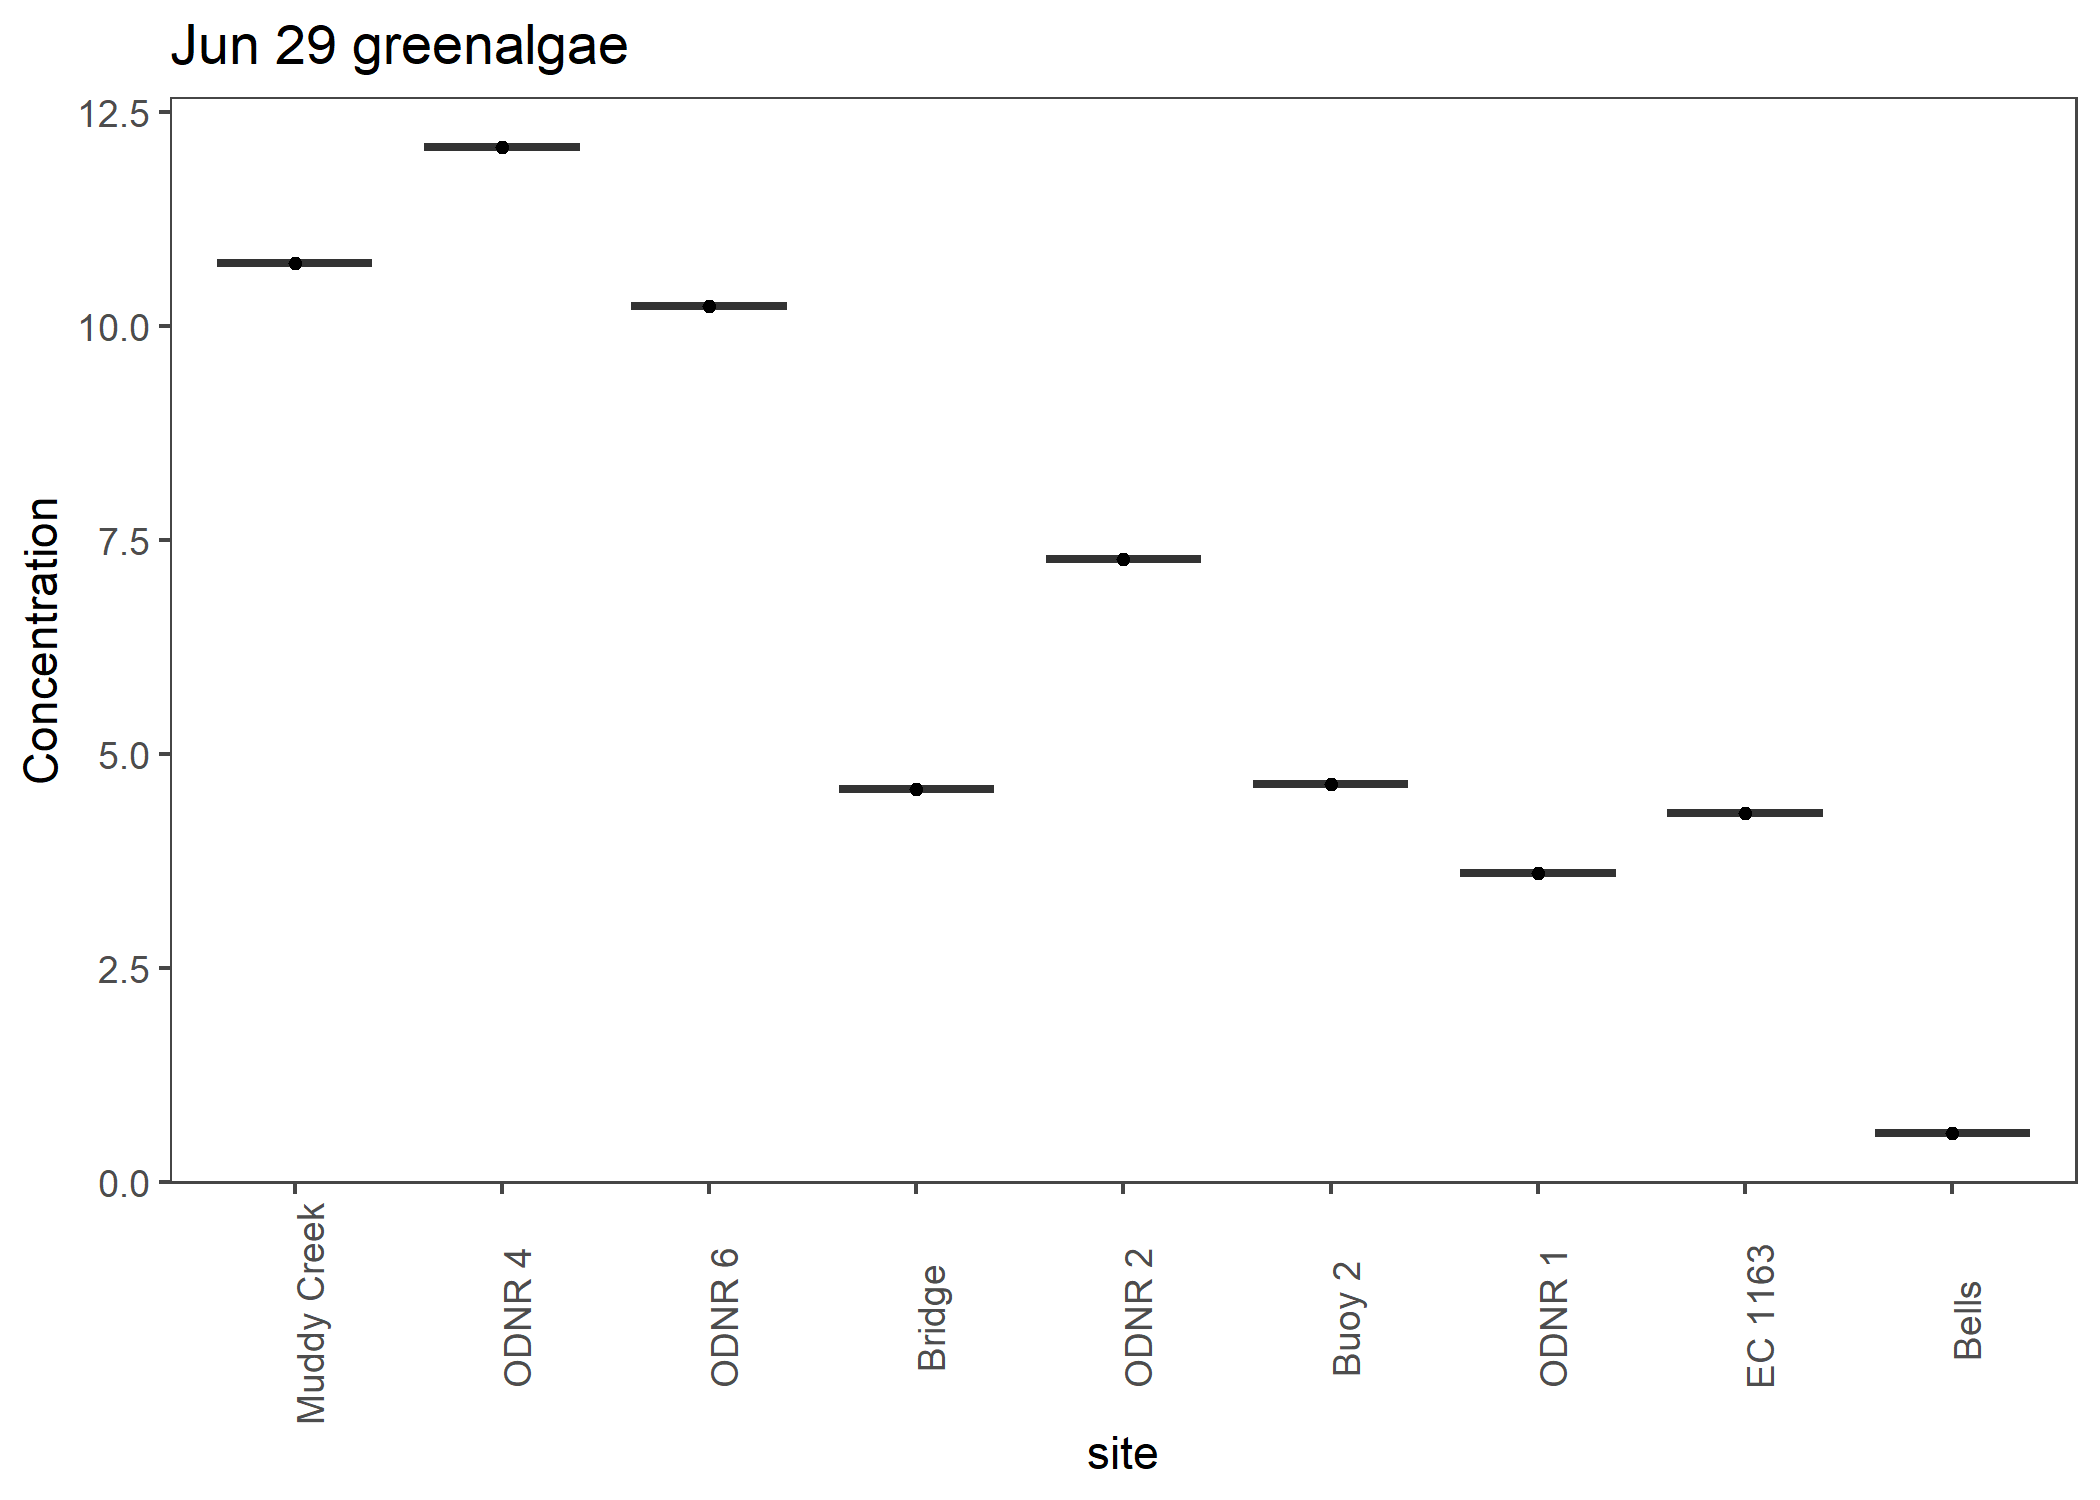 Jun 29 greenalgae
12.5
10.0
7.5
5.0
2.5
0.0
Concentration
Muddy Creek
ODNR 4
ODNR 6
Bridge
ODNR 2
Buoy 2
ODNR 1
EC 1163
Bells
site